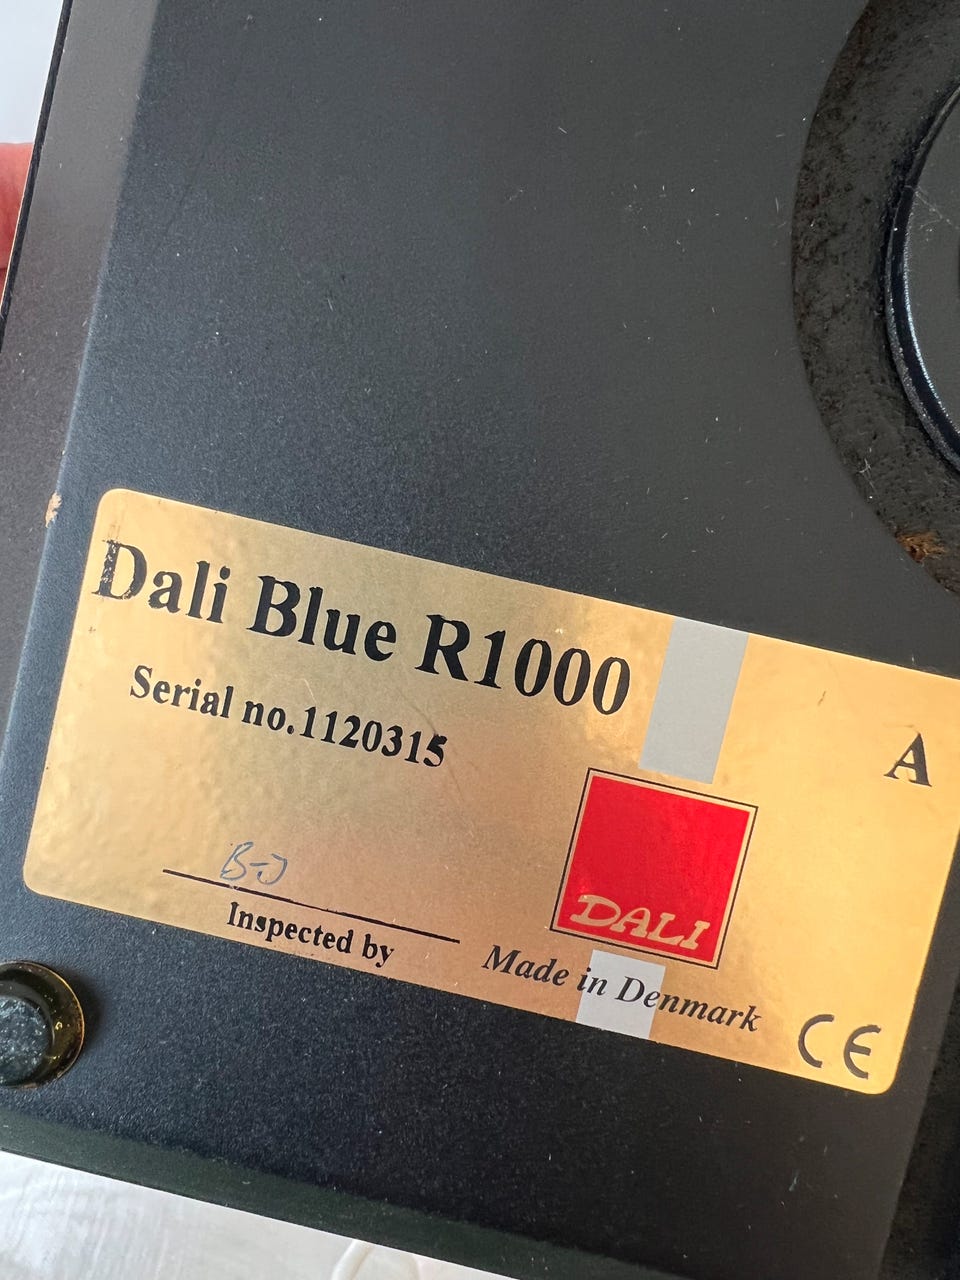 Dali Blue R1000
Serial no.1120315
A
DALI
B-J
Inspected by
Made in Denmark
CE